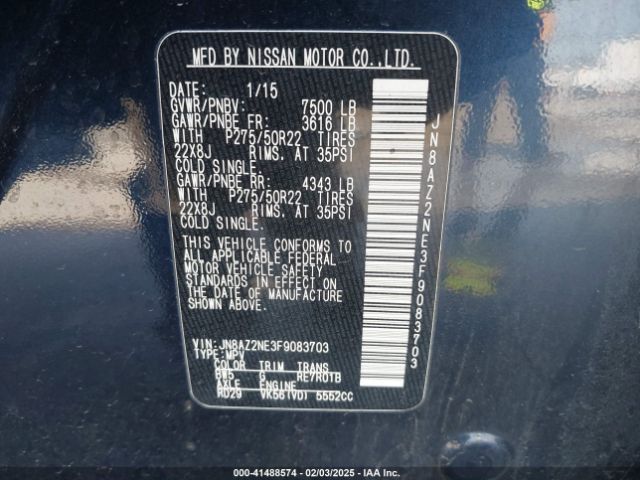 MFD BY NISSAN MOTOR CO.,LTD.
DATE: 1/15
GVWR/PNBV: 7500 LB
GAWR/PNBE FR: 3616 LB
WITH P275/50R22 TIRES
22X8J RIMS. AT 35PSI
COLD SINGLE.
GAWR/PNBE RR: 4343 LB
WITH P275/50R22 TIRES
22X8J RIMS. AT 35PSI
COLD SINGLE.
THIS VEHICLE CONFORMS TO
ALL APPLICABLE FEDERAL
MOTOR VEHICLE SAFETY
STANDARDS IN EFFECT ON
THE DATE OF MANUFACTURE
SHOWN ABOVE.
VIN: JN8AZ2NE3F9083703
TYPE: MPV
COLOR TRIM TRANS
BW5 G RE7R01B
AXLE ENGINE
RD29 VK56(VD) 5552CC
JN8AZ2NE3F9083703
000-41488574 - 02/03/2025 - IAA Inc.